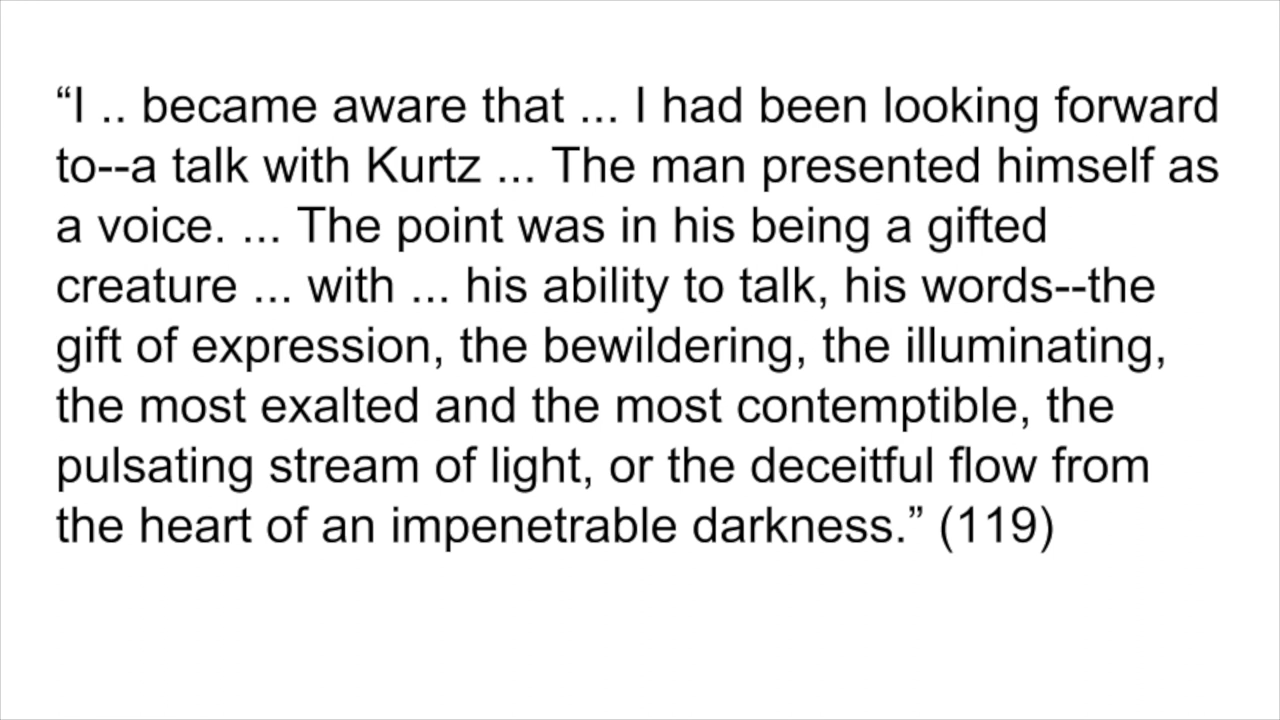 “I .. became aware that ... I had been looking forward
to--a talk with Kurtz ... The man presented himself as
a voice. ... The point was in his being a gifted
creature ... with ... his ability to talk, his words--the
gift of expression, the bewildering, the illuminating,
the most exalted and the most contemptible, the
pulsating stream of light, or the deceitful flow from
the heart of an impenetrable darkness.” (119)